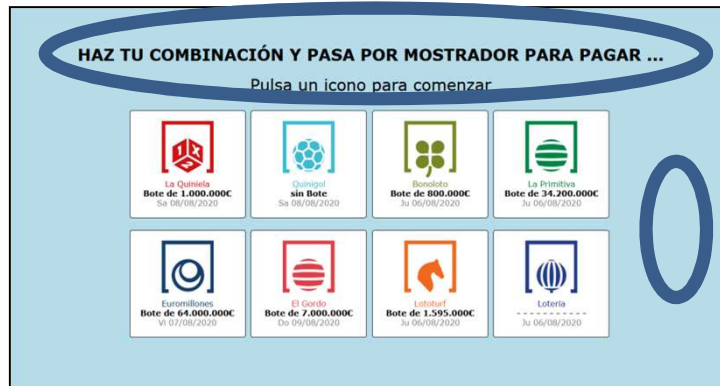 HAZ TU COMBINACIÓN Y PASA POR MOSTRADOR PARA PAGAR ...
Pulsa un icono para comenzar
1 X 2
La Quiniela
Bote de 1.000.000€
Sa 08/08/2020
Quinigol
sin Bote
Sa 08/08/2020
Bonoloto
Bote de 800.000€
Ju 06/08/2020
La Primitiva
Bote de 34.200.000€
Ju 06/08/2020
Euromillones
Bote de 64.000.000€
Vi 07/08/2020
El Gordo
Bote de 7.000.000€
Do 09/08/2020
Lototurf
Bote de 1.595.000€
Ju 06/08/2020
Lotería
- - - - - - - - - - - - -
Ju 06/08/2020